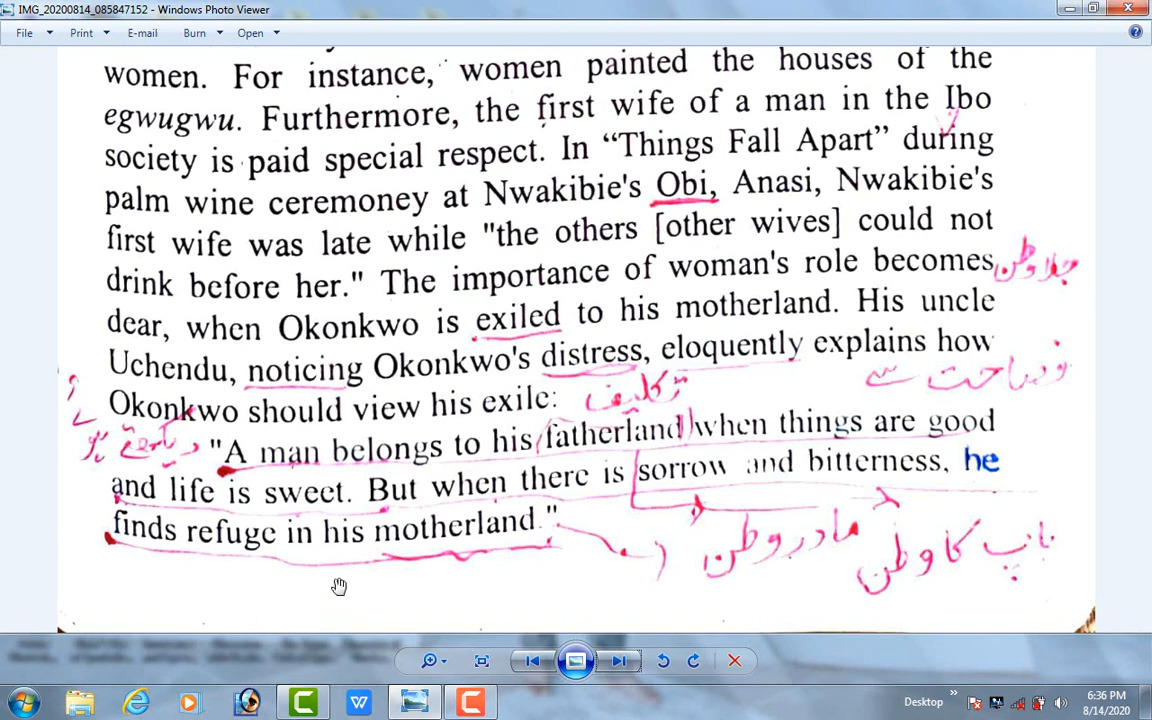 IMG_20200814_085847152 - Windows Photo Viewer
File Print E-mail Burn Open
women. For instance, women painted the houses of the
egwugwu. Furthermore, the first wife of a man in the Ibo
society is paid special respect. In “Things Fall Apart” during
palm wine ceremoney at Nwakibie's Obi, Anasi, Nwakibie's
first wife was late while "the others [other wives] could not
drink before her." The importance of woman's role becomes
جلا وطن
dear, when Okonkwo is exiled to his motherland. His uncle
Uchendu, noticing Okonkwo's distress, eloquently explains how
وضاحت سے
Okonkwo should view his exile:
تکلیف
"A man belongs to his fatherland when things are good
and life is sweet. But when there is sorrow and bitterness, he
finds refuge in his motherland."
مادر وطن
باپ کا وطن
Desktop
6:36 PM
8/14/2020